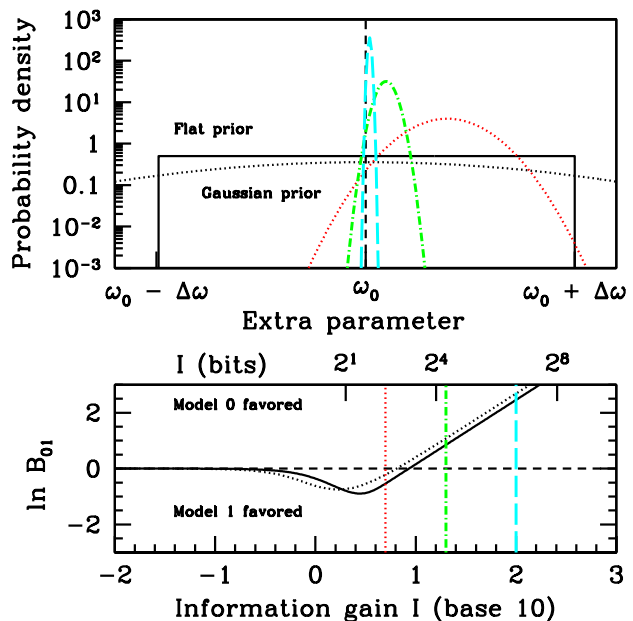 Probability density
10³
10²
10¹
1
0.1
10⁻²
10⁻³
Flat prior
Gaussian prior
ω₀ − Δω
ω₀
ω₀ + Δω
Extra parameter
I (bits)
2¹
2⁴
2⁸
ln B₀₁
2
0
−2
Model 0 favored
Model 1 favored
−2
−1
0
1
2
3
Information gain I (base 10)